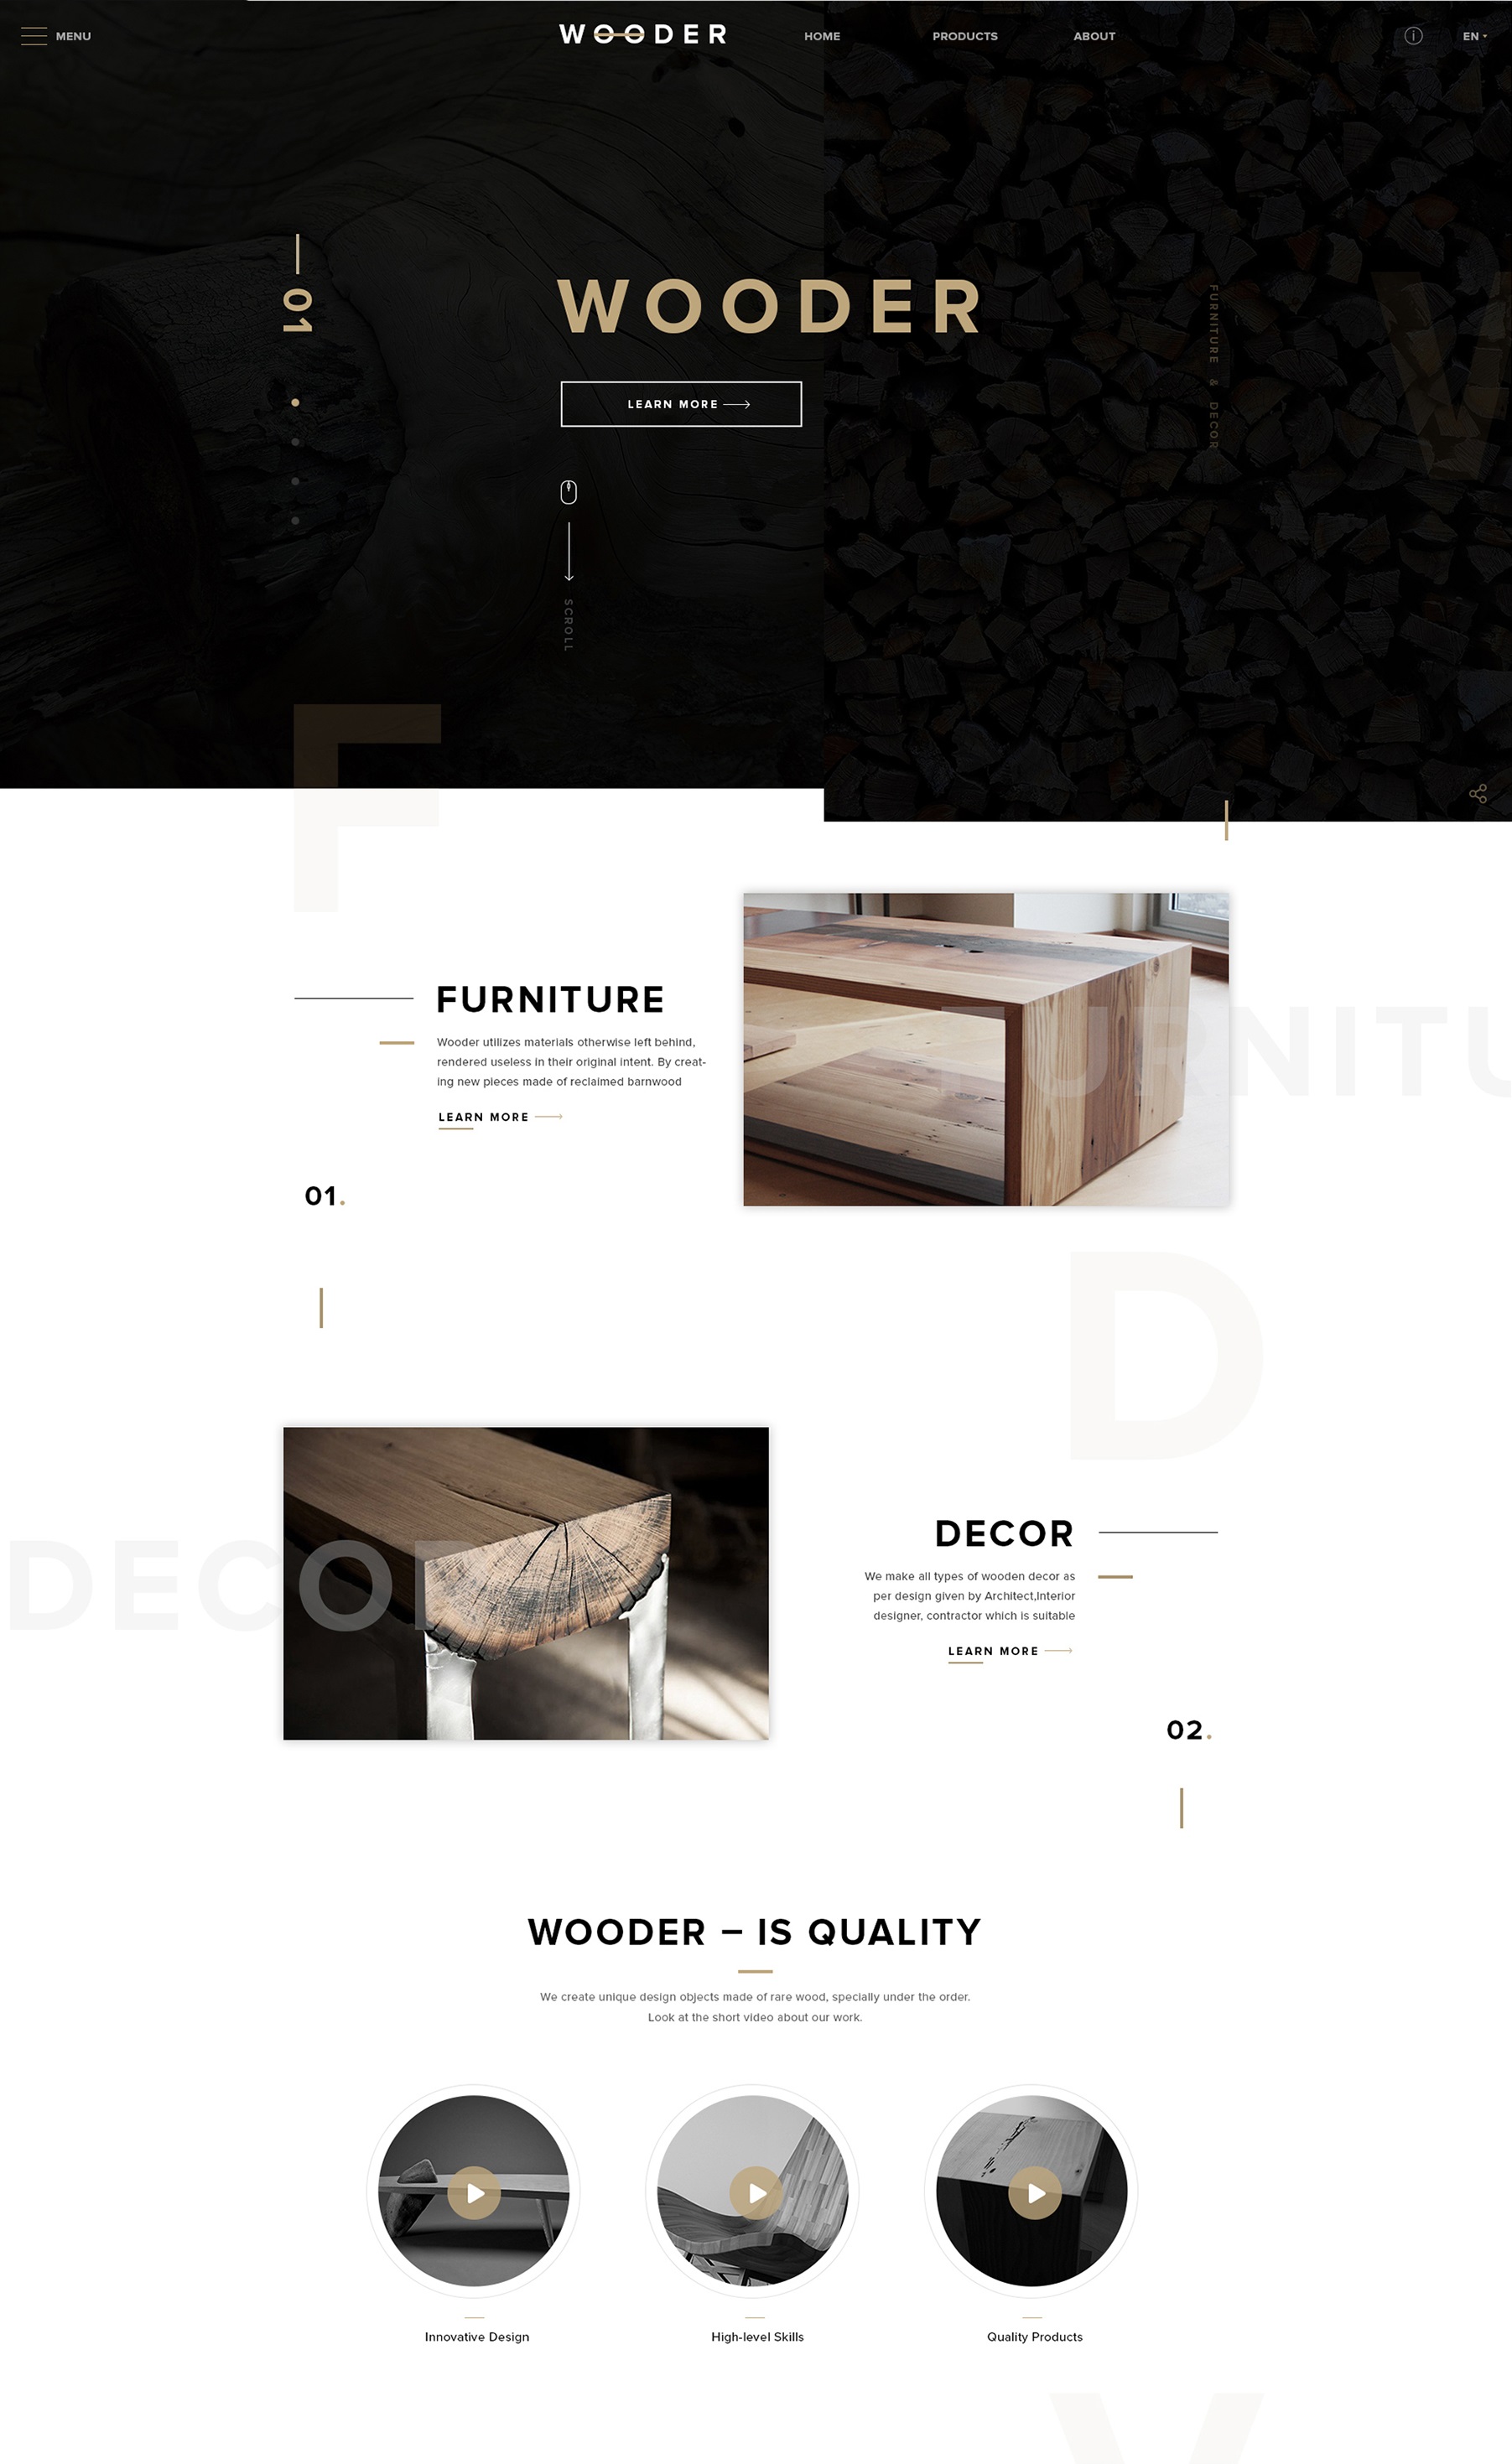 MENU
WOODER
HOME
PRODUCTS
ABOUT
EN
01
WOODER
FURNITURE & DECOR
W
LEARN MORE
SCROLL
F
FURNITURE
Wooder utilizes materials otherwise left behind,
rendered useless in their original intent. By creat-
ing new pieces made of reclaimed barnwood
LEARN MORE
FURNITU
01.
D
DECOR
DECOR
We make all types of wooden decor as
per design given by Architect,Interior
designer, contractor which is suitable
LEARN MORE
02.
WOODER – IS QUALITY
We create unique design objects made of rare wood, specially under the order.
Look at the short video about our work.
Innovative Design
High-level Skills
Quality Products
V